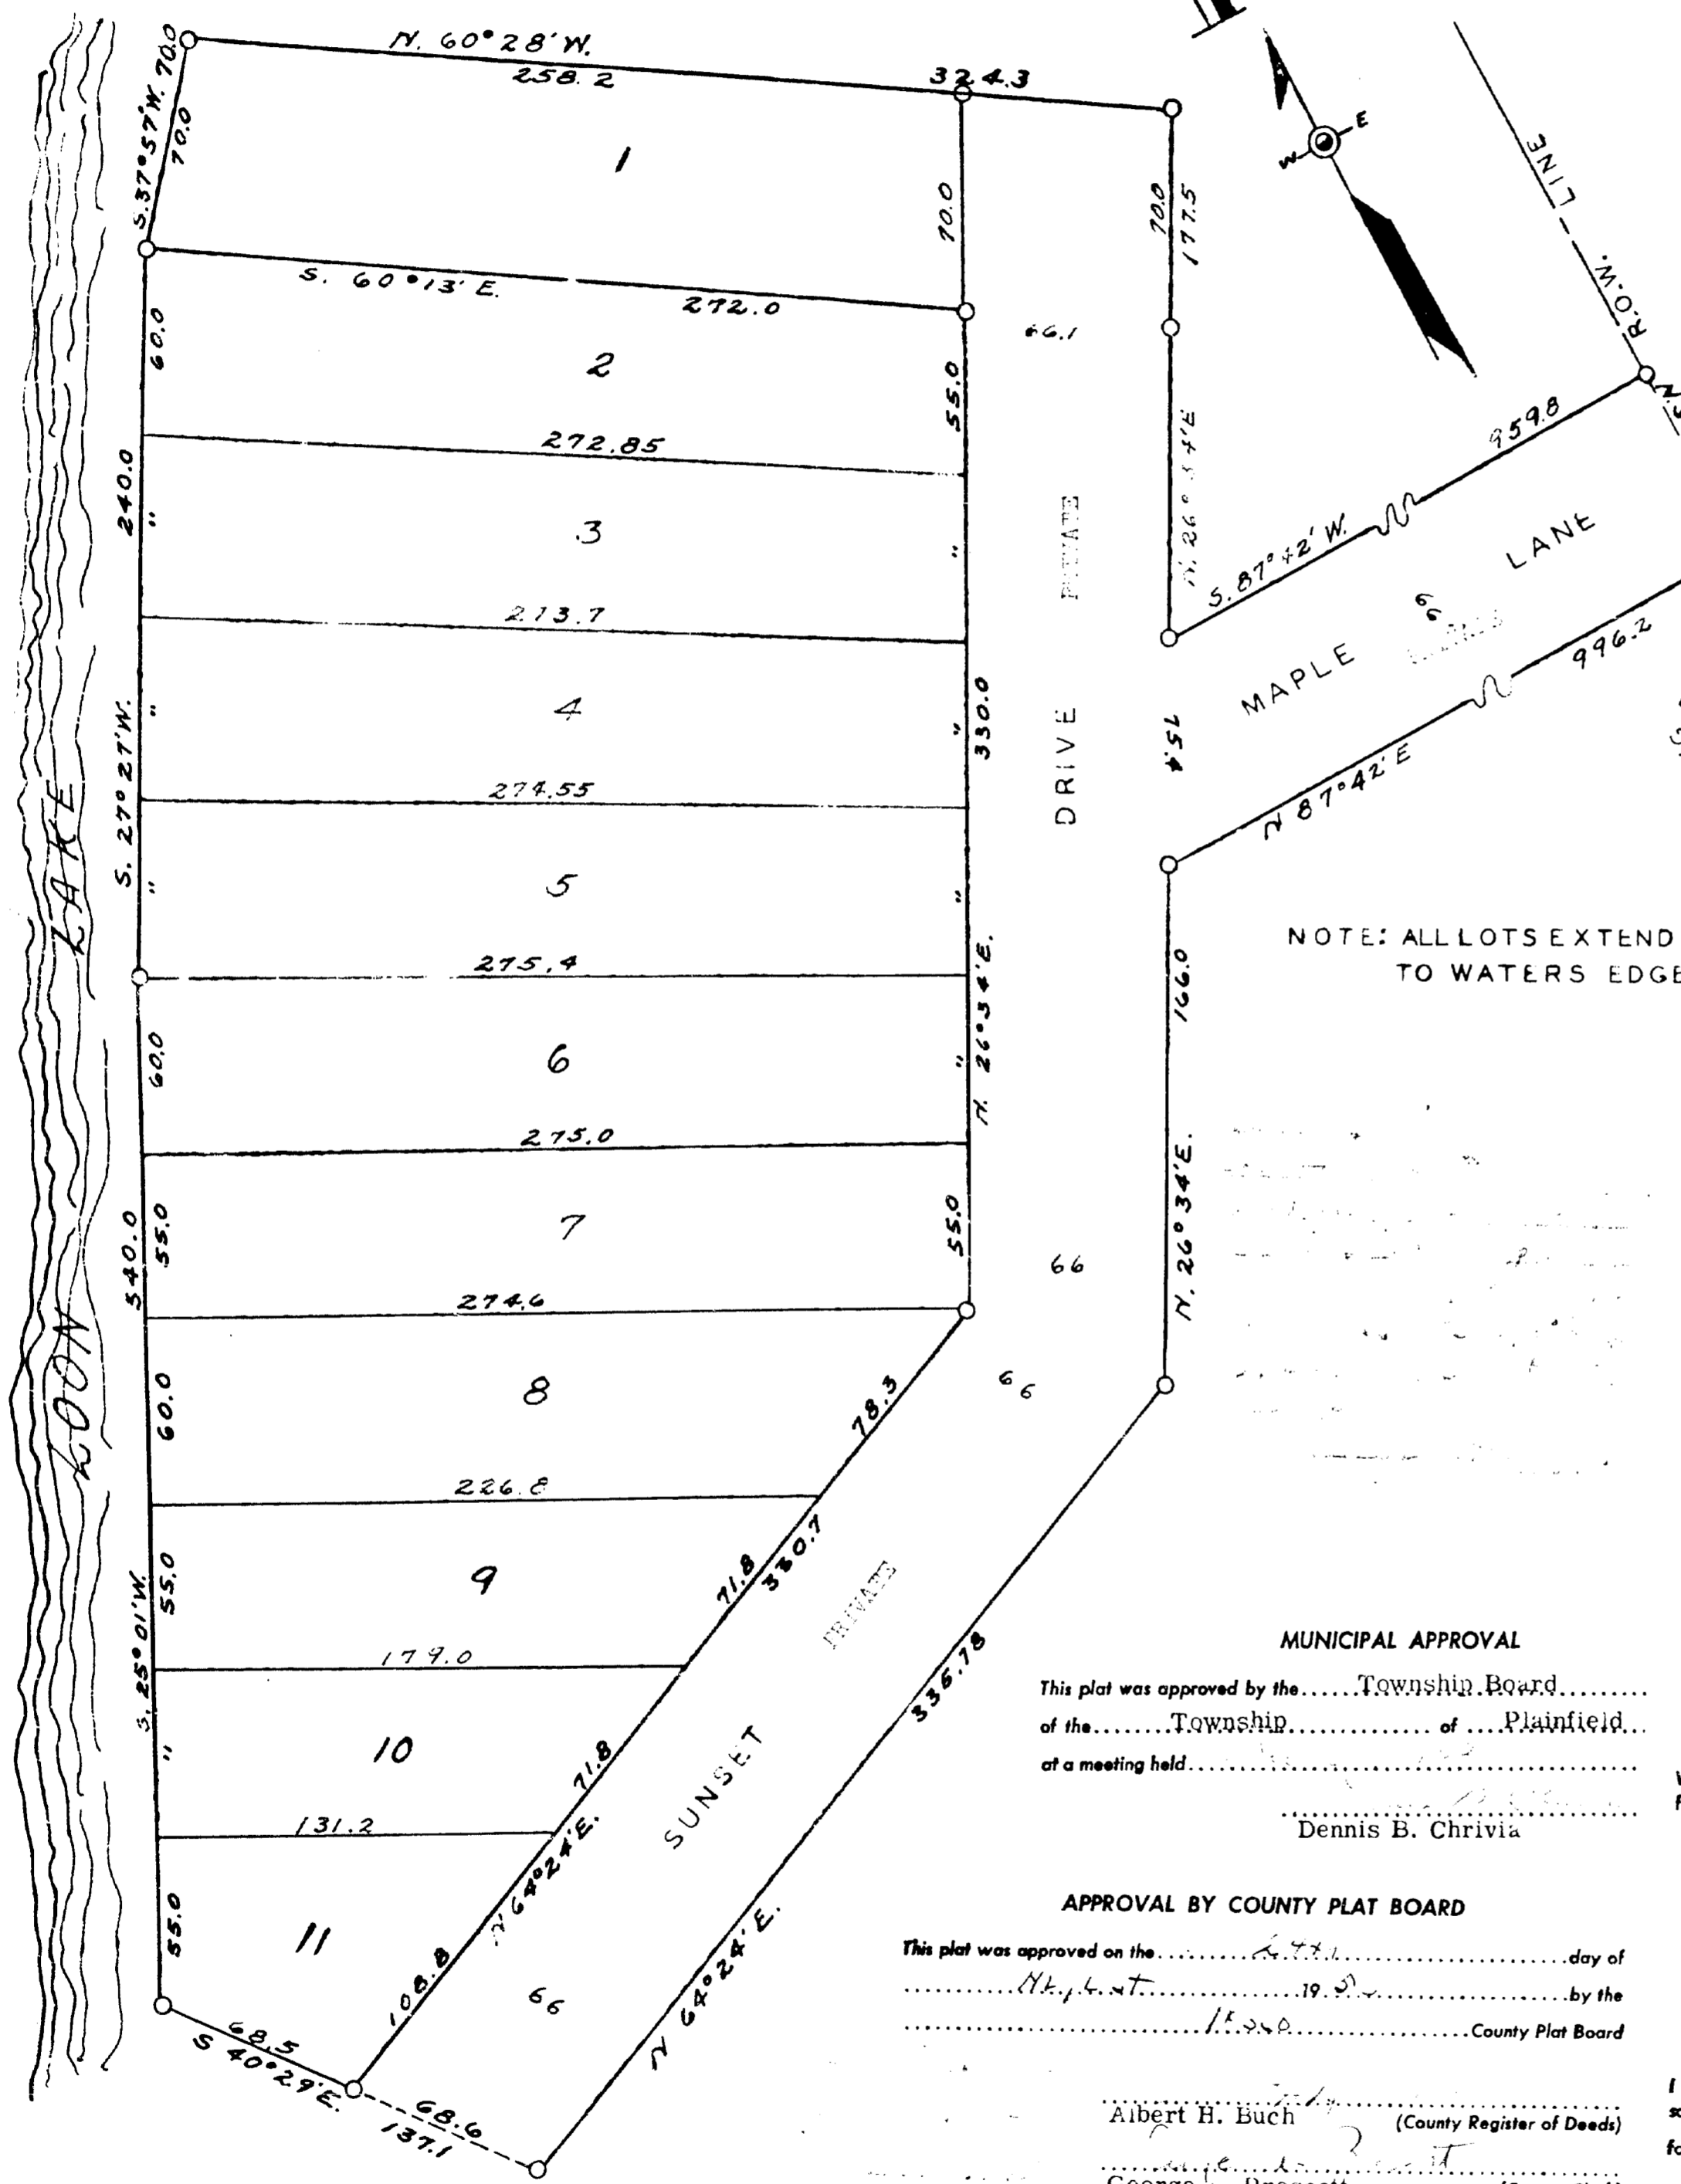 N. 60°28' W.
258.2
324.3
S. 37°57' W. 70.0
70.0
1
70.0
70.0
177.5
W
E
LINE
R.O.W.
S. 60°13' E.
272.0
66.1
60.0
2
55.0
272.85
240.0
"
3
"
PRIVATE
N. 26°34' E
959.8
S. 87°42' W.
MAPLE LANE
66
996.2
273.7
S. 27°27' W.
"
4
"
330.0
DRIVE
75.4
N 87°42' E
274.55
"
5
"
NOTE: ALL LOTS EXTEND
TO WATERS EDGE
275.4
N. 26°34' E.
166.0
60.0
6
"
275.0
N. 26°34' E.
340.0
55.0
7
55.0
66
274.6
LOON LAKE
60.0
8
78.3
66
226.8
S. 25°01' W.
55.0
9
71.8
330.7
PRIVATE
179.0
336.78
"
10
71.8
SUNSET
131.2
N 64°24' E.
55.0
11
108.8
66
N 64°24' E.
68.5
S 40°29' E.
68.6
137.1
MUNICIPAL APPROVAL
This plat was approved by the Township Board
of the Township of Plainfield
at a meeting held
Dennis B. Chrivia
APPROVAL BY COUNTY PLAT BOARD
This plat was approved on the day of
19 by the
County Plat Board
Albert H. Buch (County Register of Deeds)